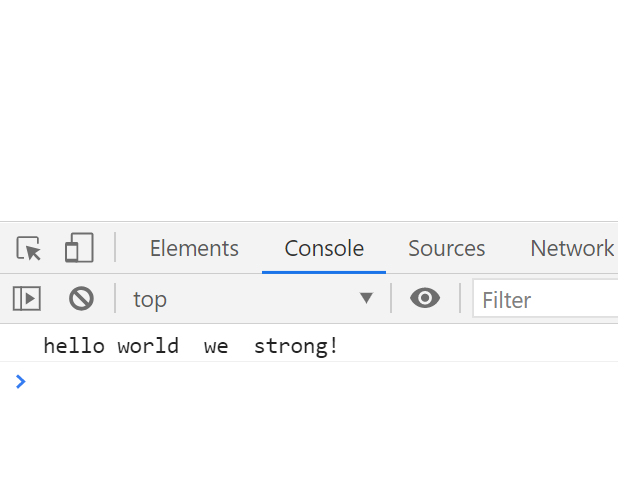 Elements Console Sources Network
top Filter
hello world  we  strong!